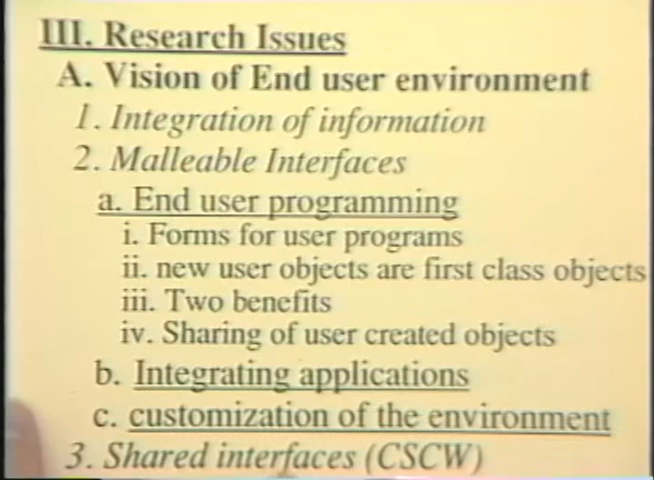 III. Research Issues
A. Vision of End user environment
1. Integration of information
2. Malleable Interfaces
a. End user programming
i. Forms for user programs
ii. new user objects are first class objects
iii. Two benefits
iv. Sharing of user created objects
b. Integrating applications
c. customization of the environment
3. Shared interfaces (CSCW)